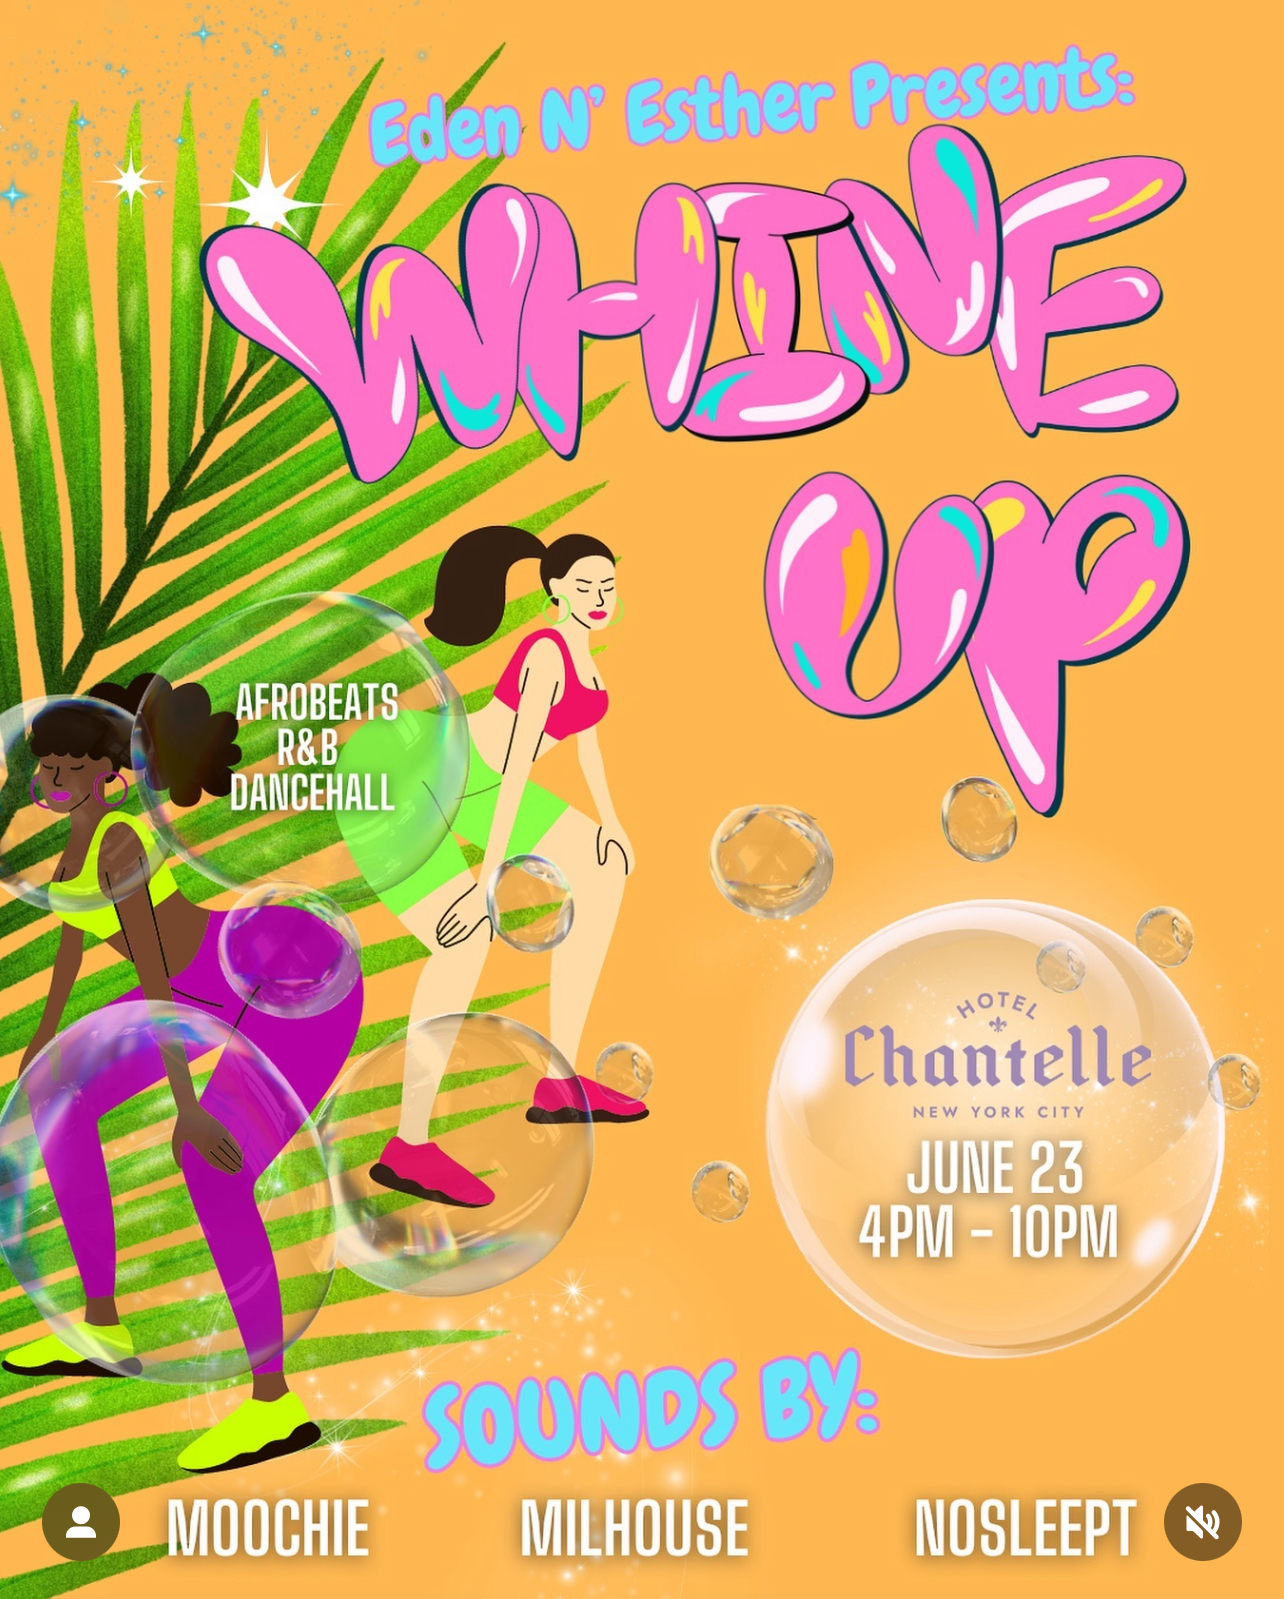 Eden N' Esther Presents:
WHINE
UP
AFROBEATS
R&B
DANCEHALL
HOTEL
Chantelle
NEW YORK CITY
JUNE 23
4PM - 10PM
SOUNDS BY:
MOOCHIE MILHOUSE NOSLEEPT